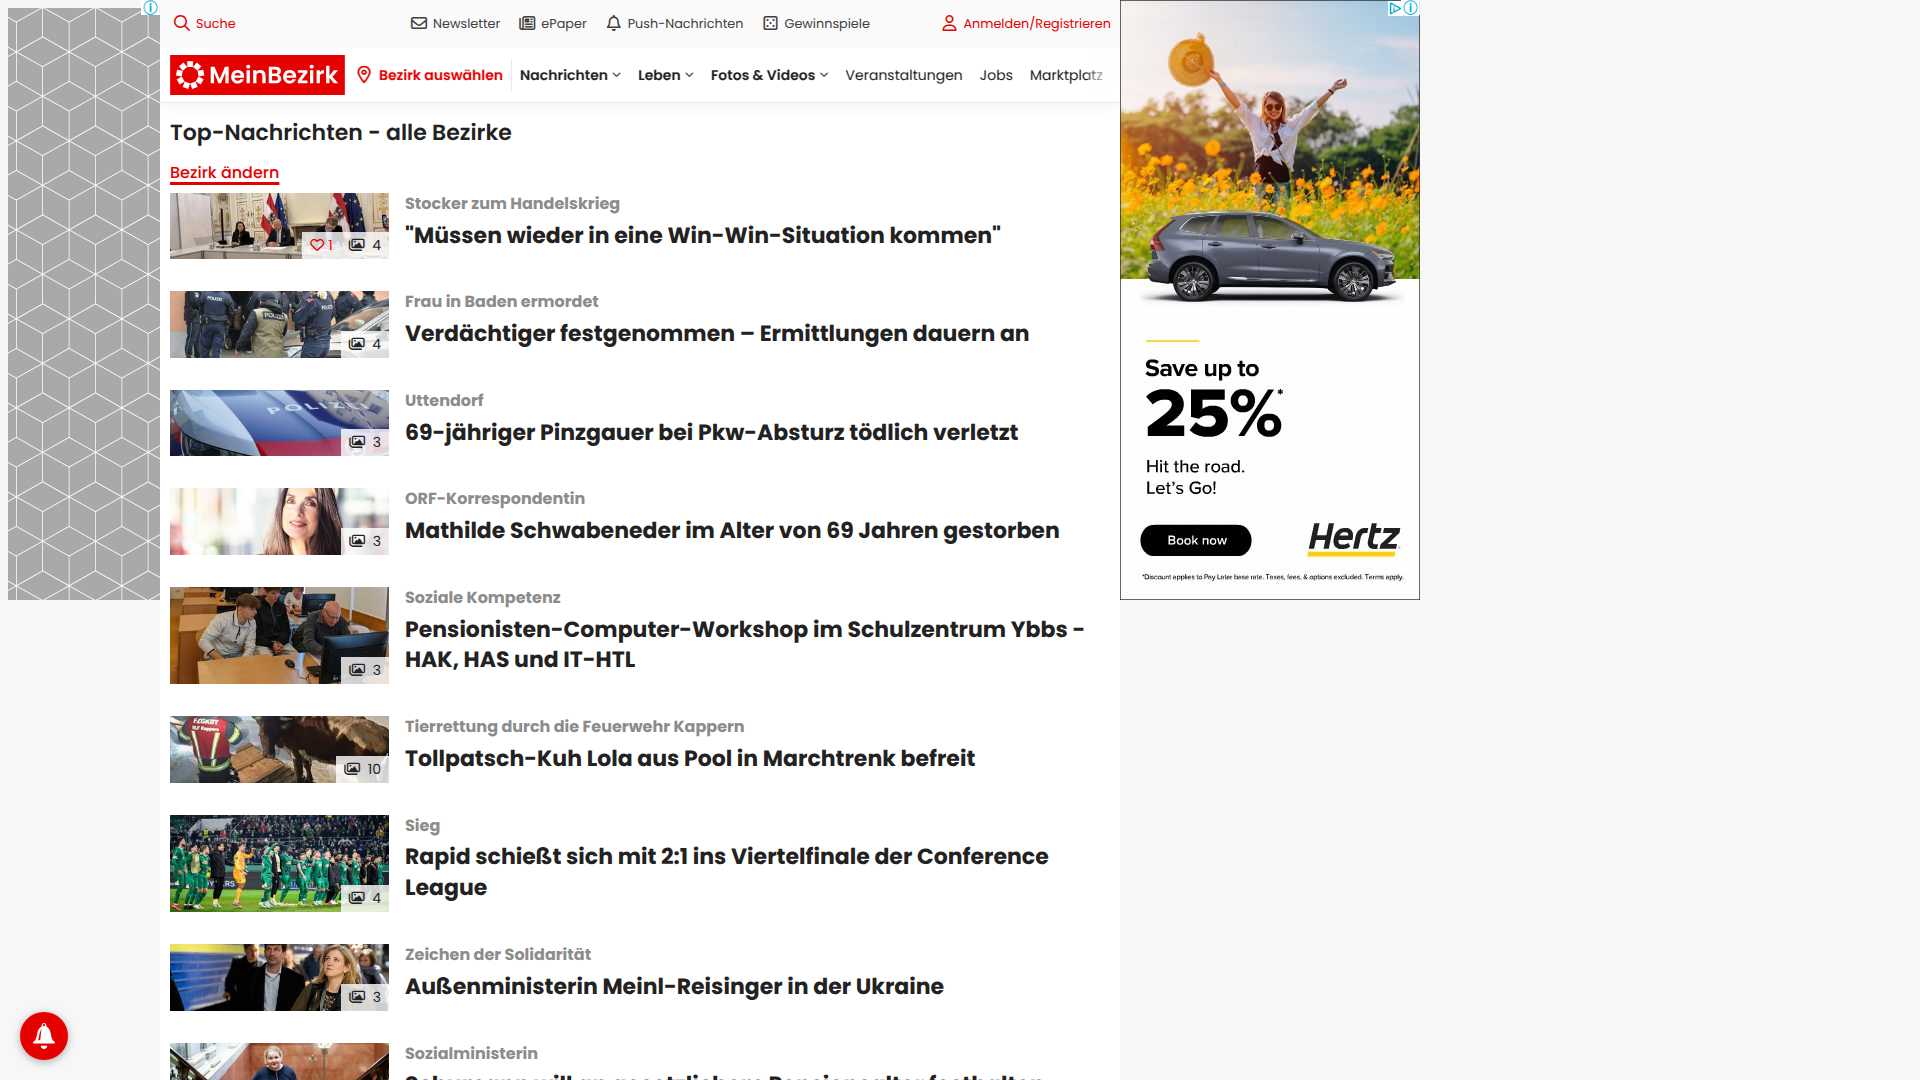 Suche
Newsletter
ePaper
Push-Nachrichten
Gewinnspiele
Anmelden/Registrieren
MeinBezirk
Bezirk auswählen
Nachrichten
Leben
Fotos & Videos
Veranstaltungen
Jobs
Marktplatz
Top-Nachrichten - alle Bezirke
Bezirk ändern
1
4
Stocker zum Handelskrieg
"Müssen wieder in eine Win-Win-Situation kommen"
POLIZEI
4
Frau in Baden ermordet
Verdächtiger festgenommen – Ermittlungen dauern an
POLIZEI
3
Uttendorf
69-jähriger Pinzgauer bei Pkw-Absturz tödlich verletzt
3
ORF-Korrespondentin
Mathilde Schwabeneder im Alter von 69 Jahren gestorben
3
Soziale Kompetenz
Pensionisten-Computer-Workshop im Schulzentrum Ybbs -
HAK, HAS und IT-HTL
10
Tierrettung durch die Feuerwehr Kappern
Tollpatsch-Kuh Lola aus Pool in Marchtrenk befreit
4
Sieg
Rapid schießt sich mit 2:1 ins Viertelfinale der Conference
League
3
Zeichen der Solidarität
Außenministerin Meinl-Reisinger in der Ukraine
Sozialministerin
Save up to
25%*
Hit the road.
Let's Go!
Book now
Hertz
*Discount applies to Pay Later base rate. Taxes, fees, & options excluded. Terms apply.